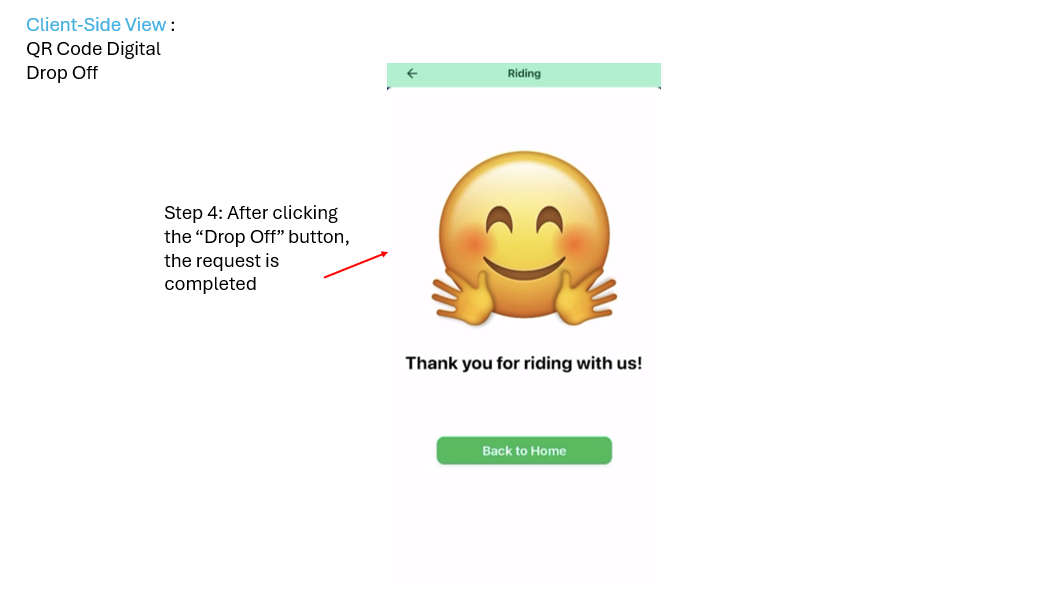 Client-Side View :
QR Code Digital
Drop Off
Riding
Step 4: After clicking
the “Drop Off” button,
the request is
completed
Thank you for riding with us!
Back to Home